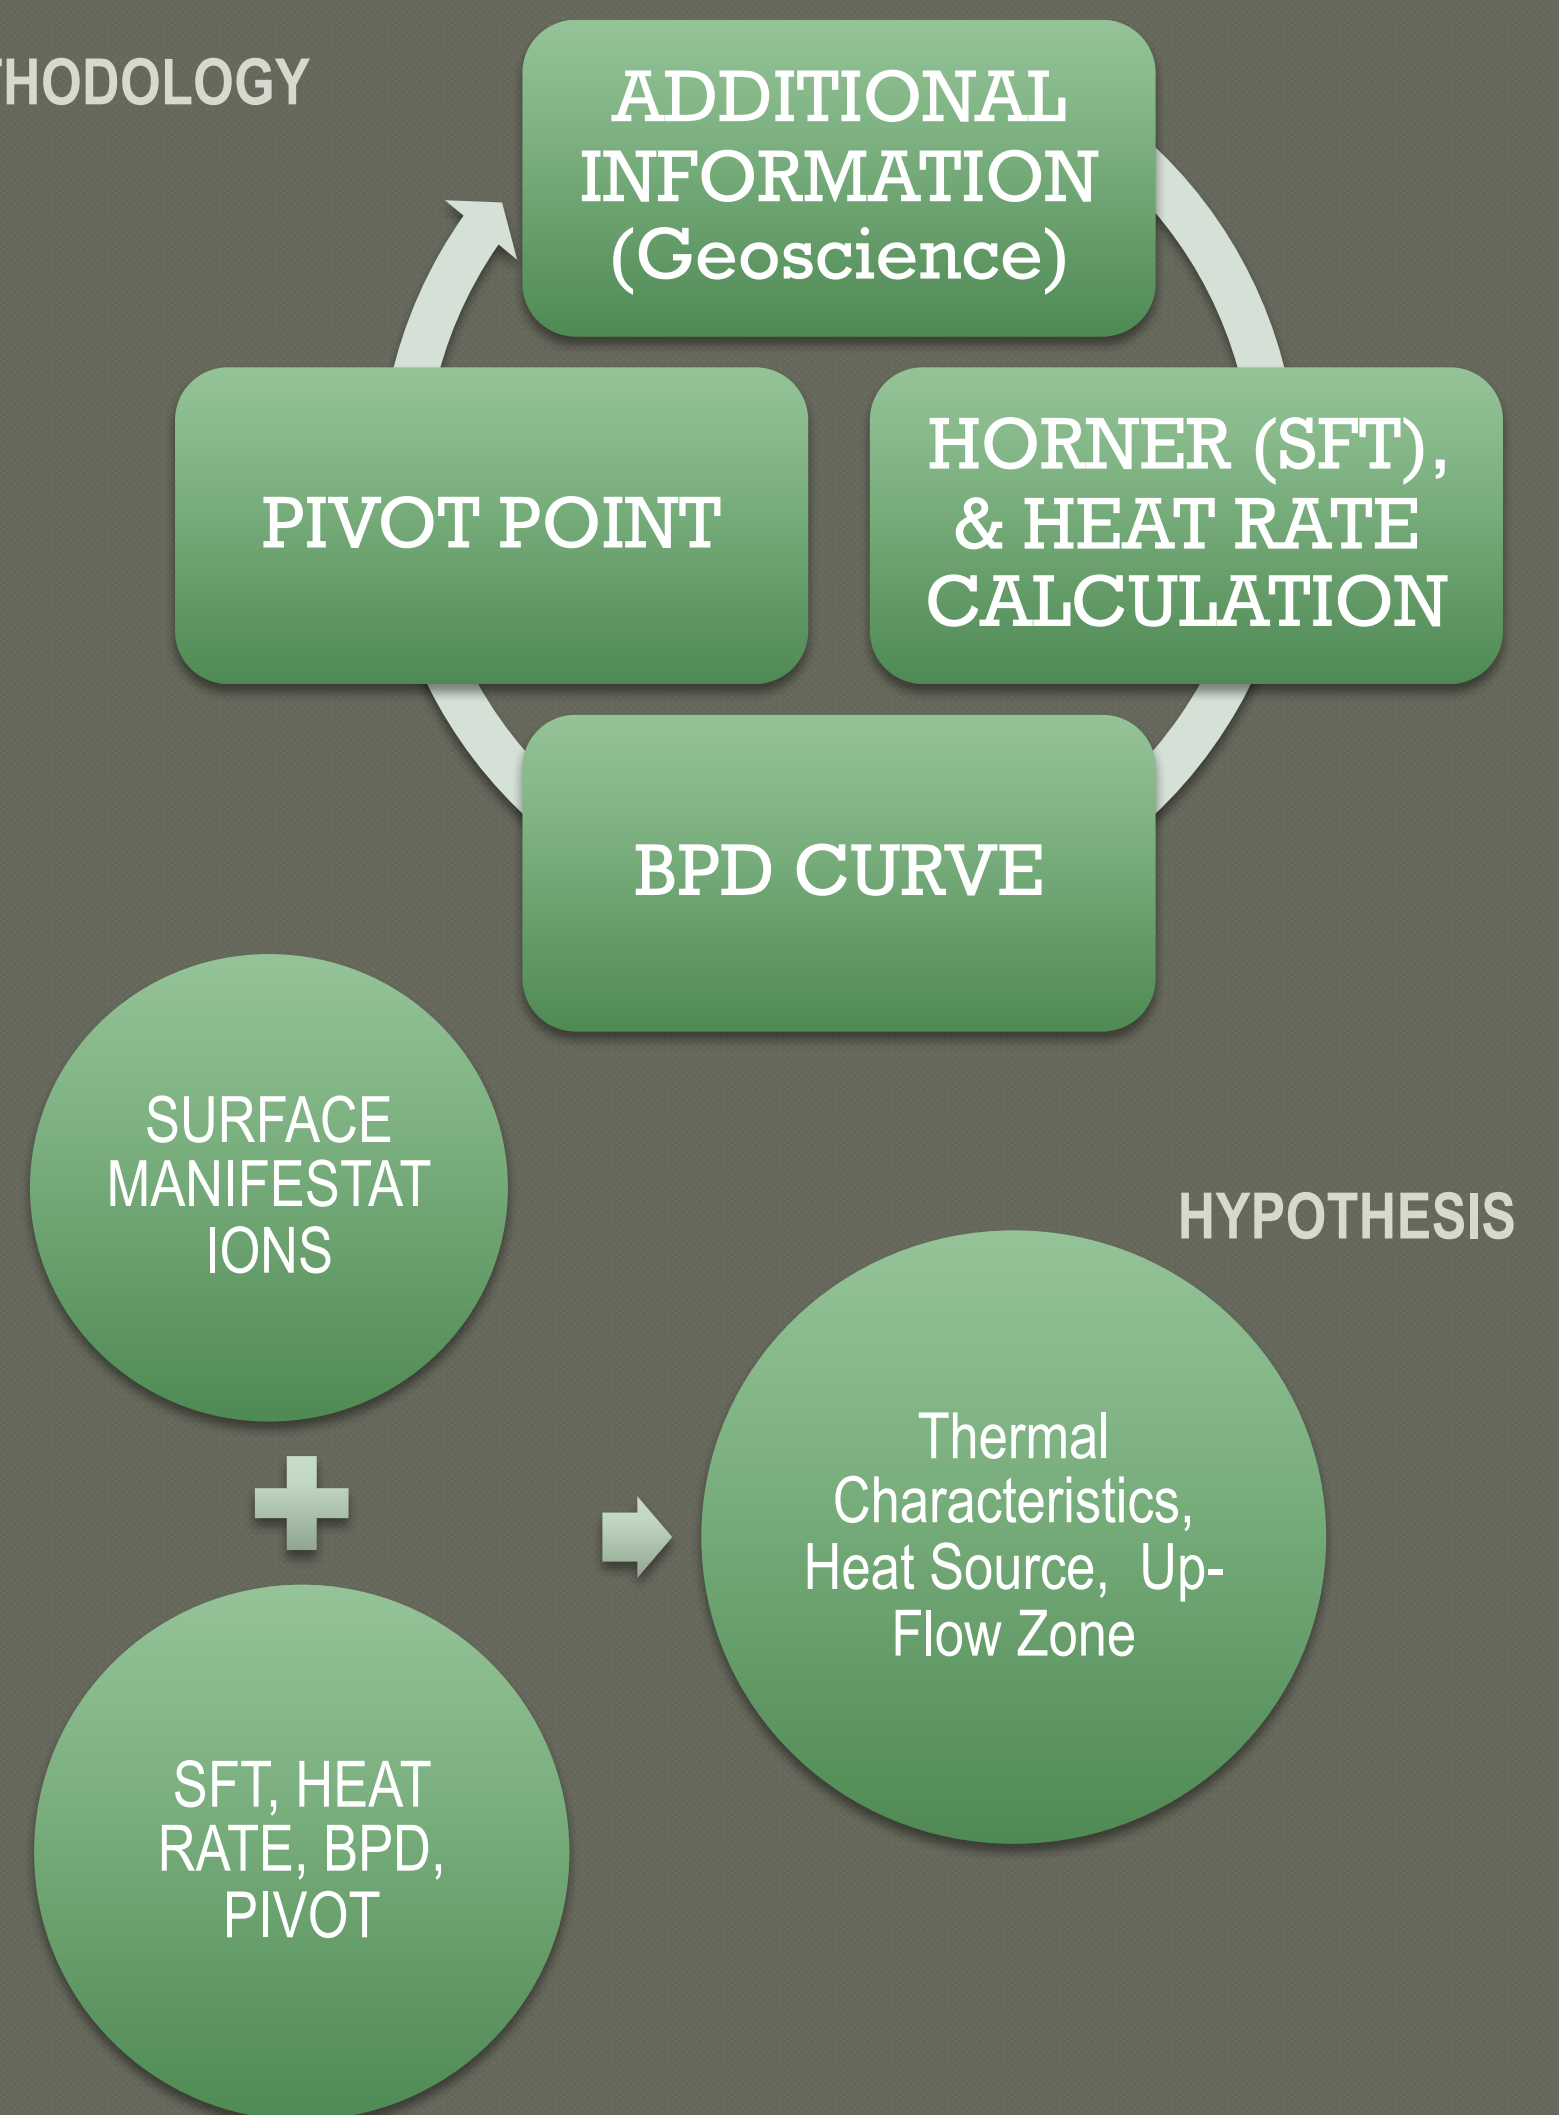 THODOLOGY
ADDITIONAL
INFORMATION
(Geoscience)
PIVOT POINT
HORNER (SFT),
& HEAT RATE
CALCULATION
BPD CURVE
SURFACE
MANIFESTAT
IONS
HYPOTHESIS
Thermal
Characteristics,
Heat Source,  Up-
Flow Zone
SFT, HEAT
RATE, BPD,
PIVOT